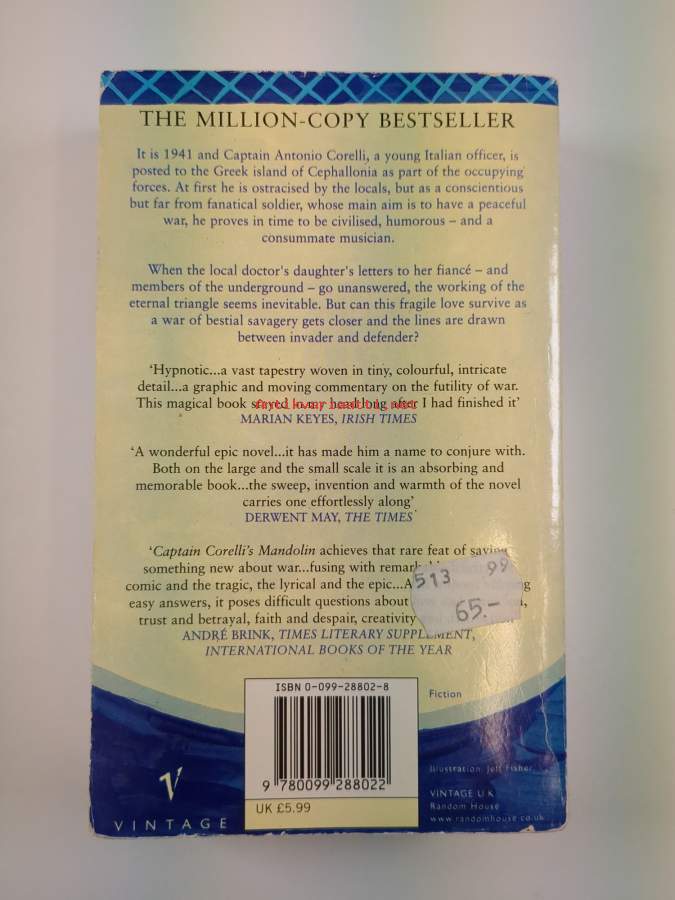 THE MILLION-COPY BESTSELLER
It is 1941 and Captain Antonio Corelli, a young Italian officer, is
posted to the Greek island of Cephallonia as part of the occupying
forces. At first he is ostracised by the locals, but as a conscientious
but far from fanatical soldier, whose main aim is to have a peaceful
war, he proves in time to be civilised, humorous – and a
consummate musician.
When the local doctor's daughter's letters to her fiancé – and
members of the underground – go unanswered, the working of the
eternal triangle seems inevitable. But can this fragile love survive as
a war of bestial savagery gets closer and the lines are drawn
between invader and defender?
'Hypnotic...a vast tapestry woven in tiny, colourful, intricate
detail...a graphic and moving commentary on the futility of war.
This magical book stayed in my head long after I had finished it'
antikvariaatti.net
MARIAN KEYES, IRISH TIMES
'A wonderful epic novel...it has made him a name to conjure with.
Both on the large and the small scale it is an absorbing and
memorable book...the sweep, invention and warmth of the novel
carries one effortlessly along'
DERWENT MAY, THE TIMES
'Captain Corelli's Mandolin achieves that rare feat of saying
something new about war...fusing with
comic and the tragic, the lyrical and the epic...
easy answers, it poses difficult questions about
trust and betrayal, faith and despair, creativity
513 99
65.-
ANDRÉ BRINK, TIMES LITERARY SUPPLEMENT,
INTERNATIONAL BOOKS OF THE YEAR
ISBN 0-099-28802-8
9 780099 288022
UK £5.99
Fiction
Illustration: Jeff Fisher
VINTAGE U K
Random House
www.randomhouse.co.uk
V
VINTAGE